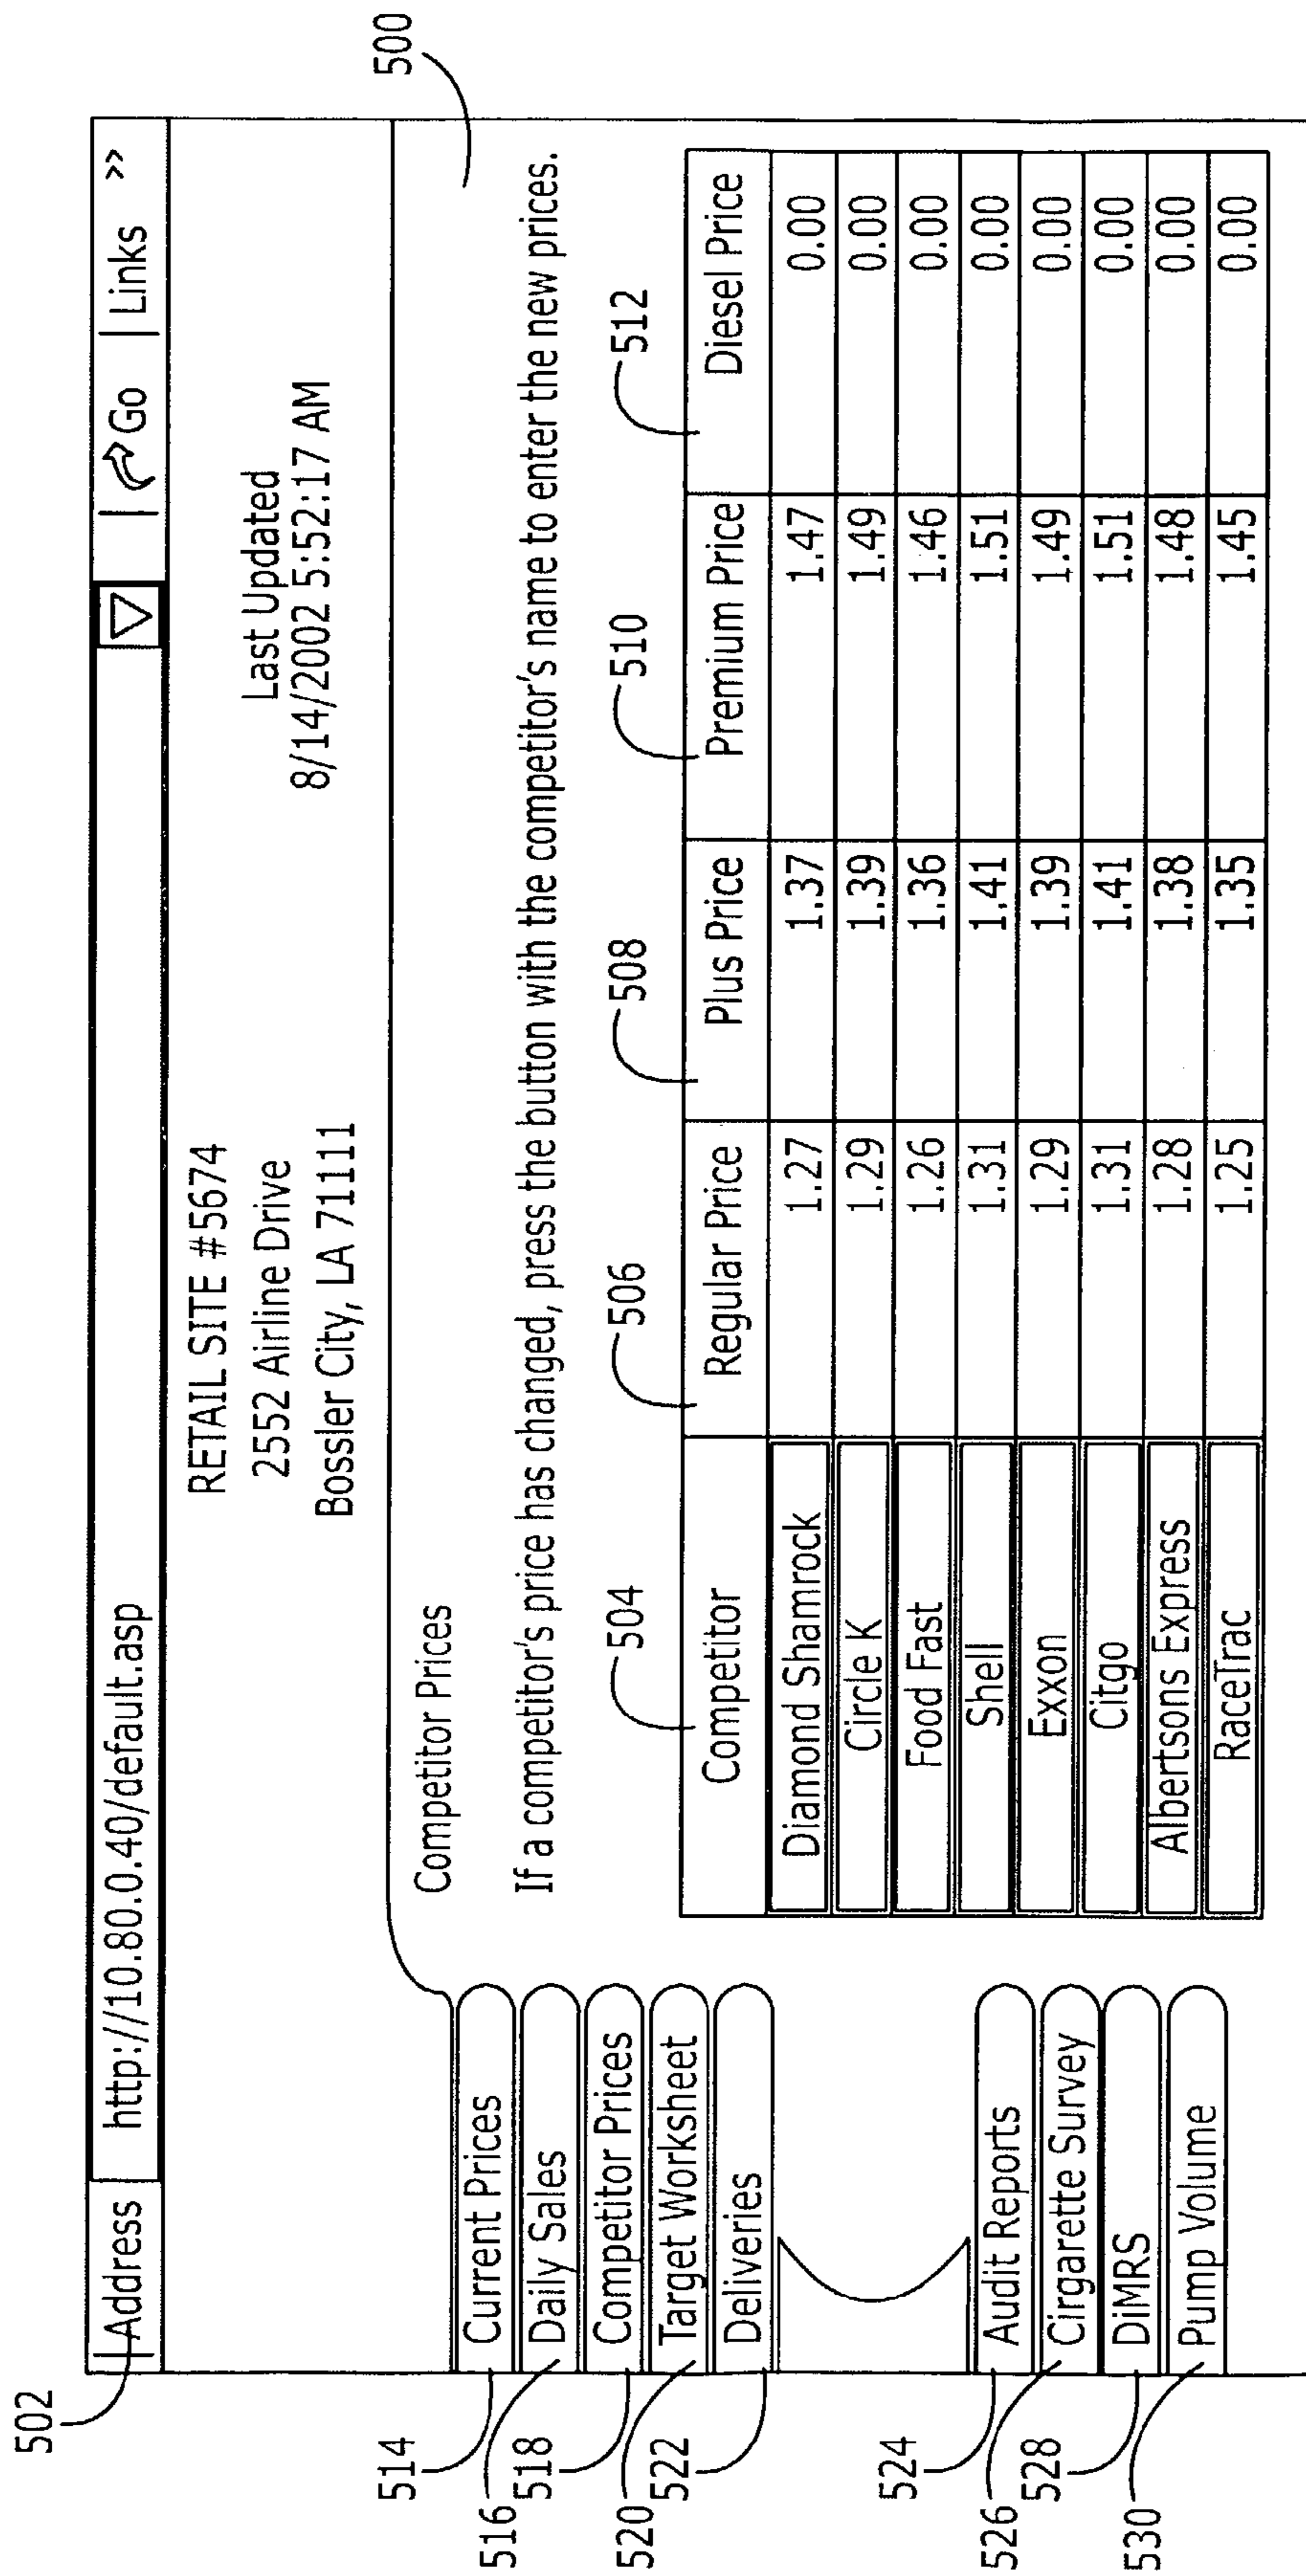 502
Address http://10.80.0.40/default.asp Go Links >>
RETAIL SITE #5674
2552 Airline Drive
Bossler City, LA 71111
Last Updated
8/14/2002 5:52:17 AM
500
Competitor Prices
If a competitor's price has changed, press the button with the competitor's name to enter the new prices.
514 Current Prices
516 Daily Sales
518 Competitor Prices
520 Target Worksheet
522 Deliveries
524 Audit Reports
526 Cirgarette Survey
528 DiMRS
530 Pump Volume
504 506 508 510 512
Competitor Regular Price Plus Price Premium Price Diesel Price
Diamond Shamrock 1.27 1.37 1.47 0.00
Circle K 1.29 1.39 1.49 0.00
Food Fast 1.26 1.36 1.46 0.00
Shell 1.31 1.41 1.51 0.00
Exxon 1.29 1.39 1.49 0.00
Citgo 1.31 1.41 1.51 0.00
Albertsons Express 1.28 1.38 1.48 0.00
RaceTrac 1.25 1.35 1.45 0.00